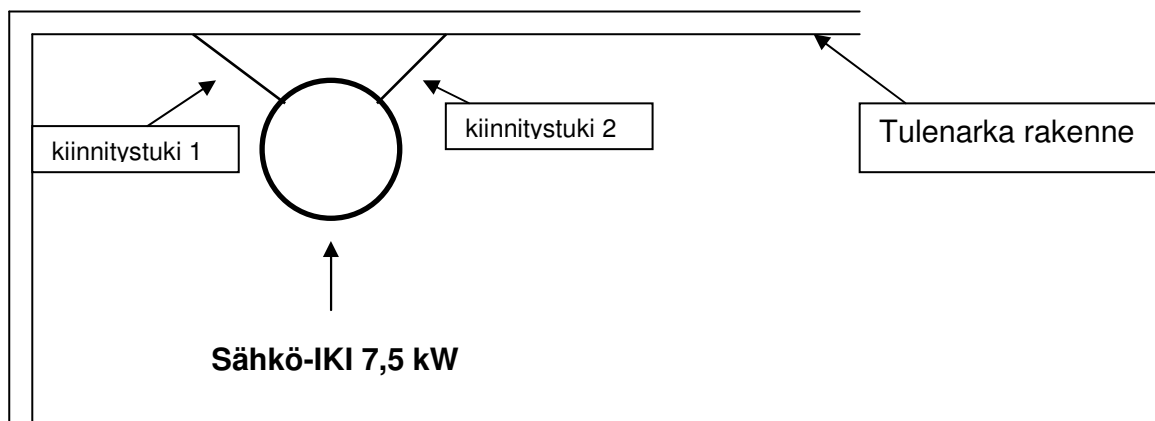 kiinnitystuki 1
kiinnitystuki 2
Tulenarka rakenne
Sähkö-IKI 7,5 kW